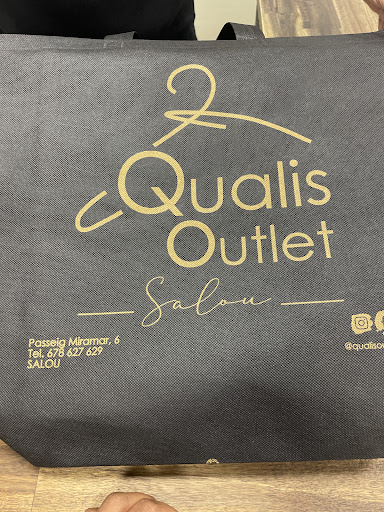 Qualis
Outlet
Salou
Passeig Miramar, 6
Tel. 678 627 629
SALOU